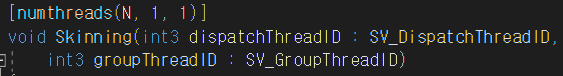 [numthreads(N, 1, 1)]
void Skinning(int3 dispatchThreadID : SV_DispatchThreadID,
int3 groupThreadID : SV_GroupThreadID)